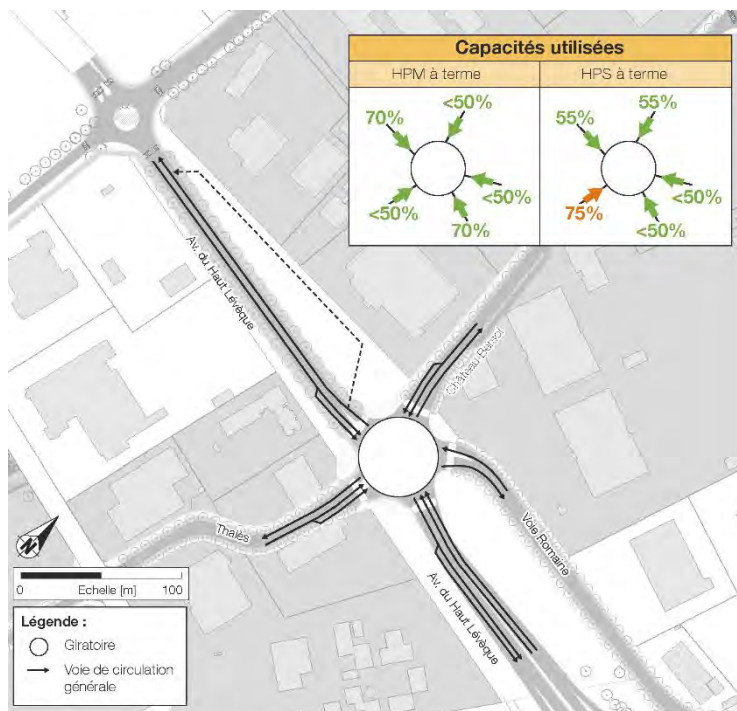 Capacités utilisées
HPM à terme
HPS à terme
70%
<50%
<50%
70%
<50%
55%
55%
<50%
<50%
75%
Av. du Haut Lévêque
Château Bersol
Thalès
Voie Romaine
Av. du Haut Lévêque
N
0 Echelle [m] 100
Légende :
Giratoire
Voie de circulation
générale